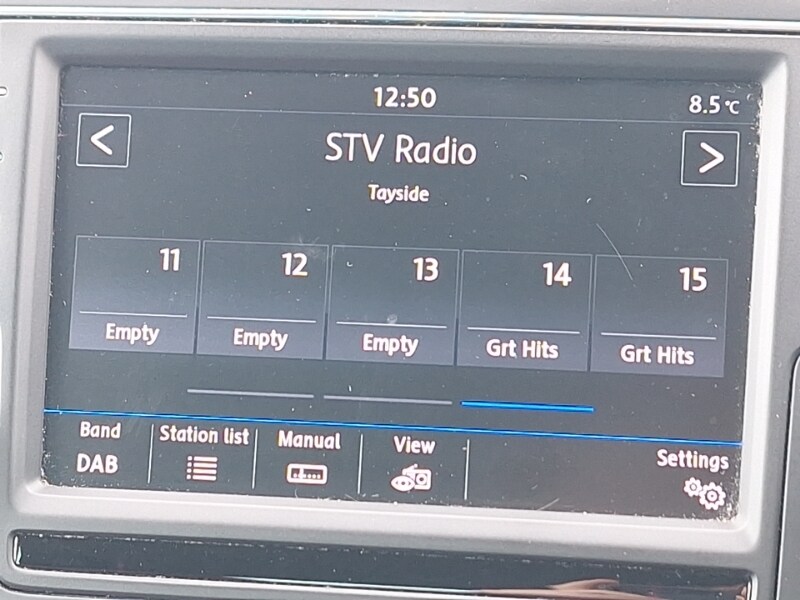 12:50
8.5°C
<
STV Radio
>
Tayside
11
12
13
14
15
Empty
Empty
Empty
Grt Hits
Grt Hits
Band
Station list
Manual
View
Settings
DAB